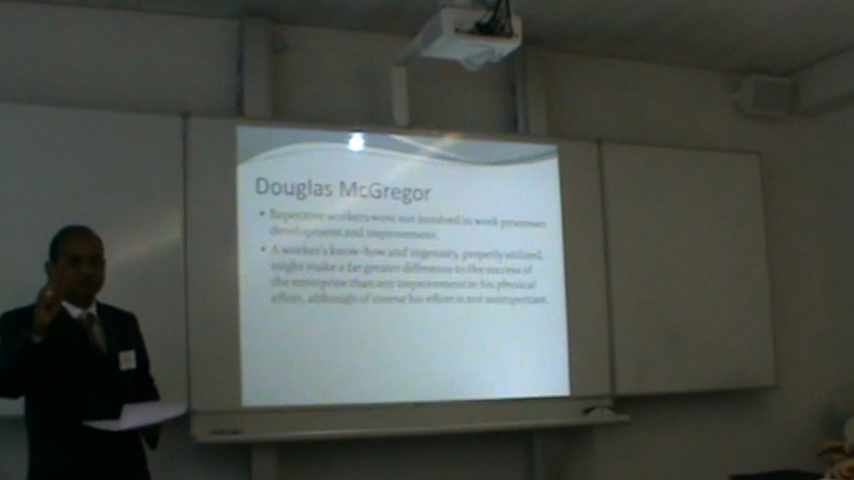 Douglas McGregor
• Repetitive workers were not involved in work processes
development and improvement.
• A worker's know-how and ingenuity, properly utilized,
might make a far greater difference to the success of
the enterprise than any improvement in his physical
effort, although of course his effort is not unimportant.